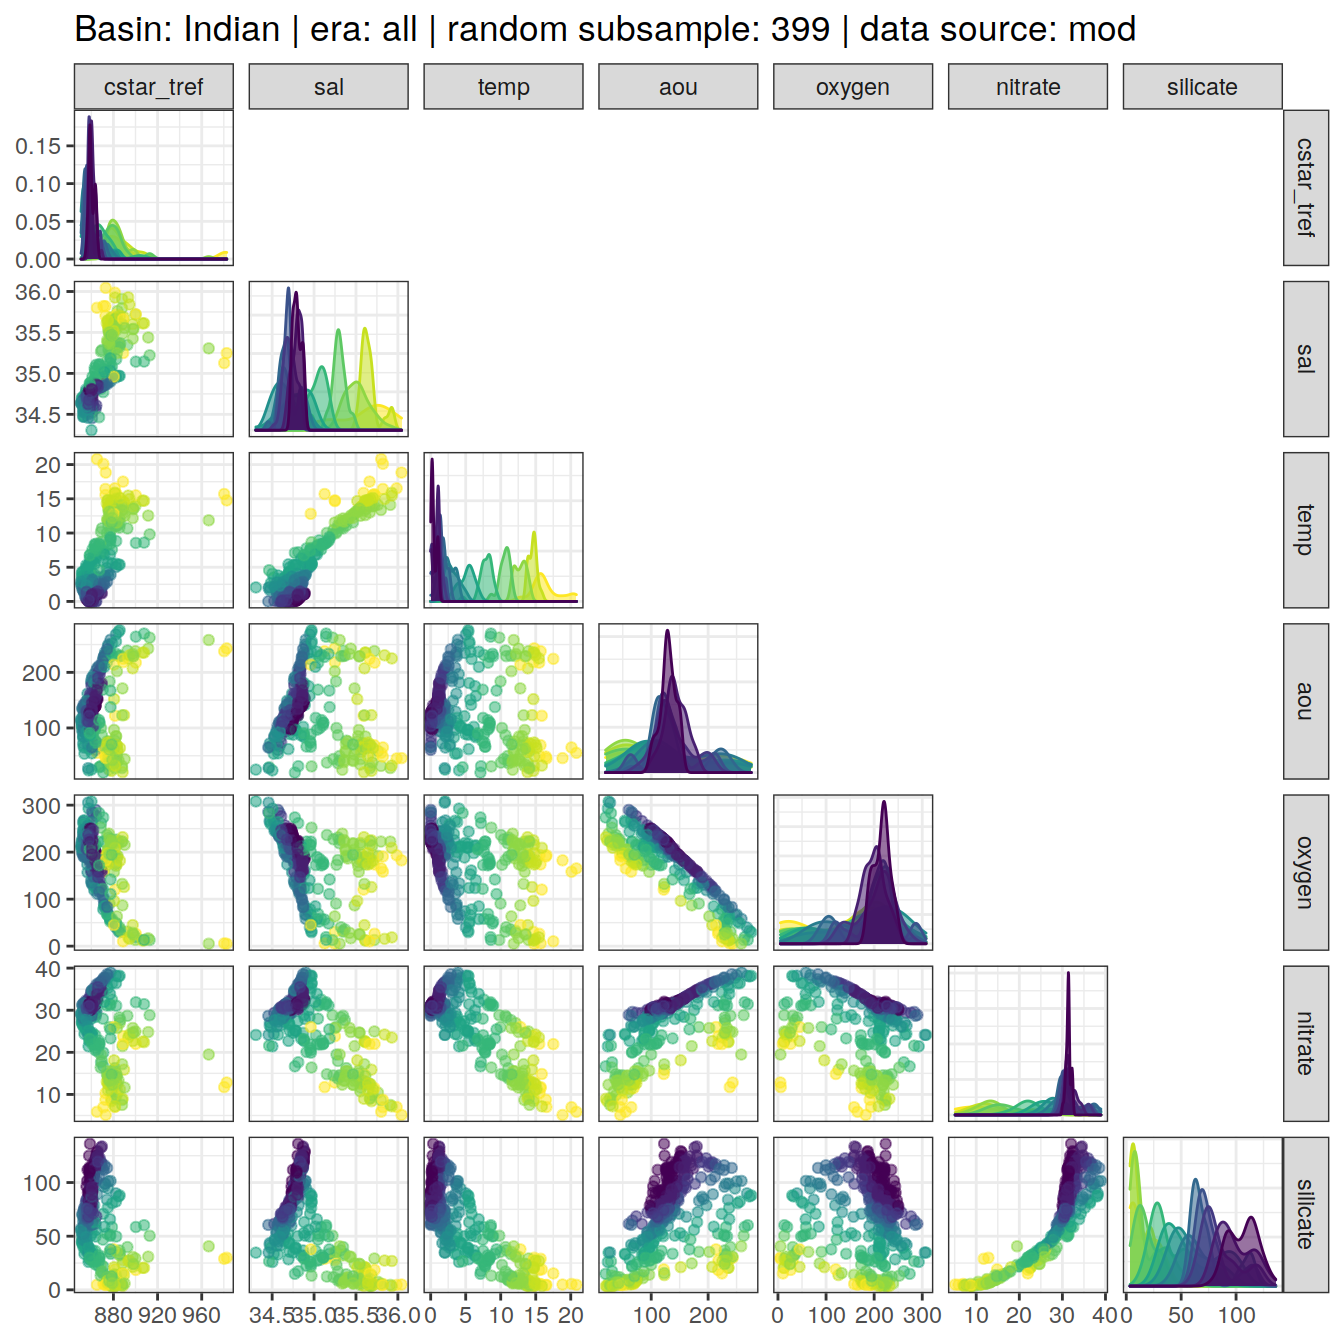 Basin: Indian | era: all | random subsample: 399 | data source: mod
cstar_tref sal temp aou oxygen nitrate silicate
0.15
0.10
0.05
0.00
cstar_tref
36.0
35.5
35.0
34.5
sal
20
15
10
5
0
temp
200
100
aou
300
200
100
0
oxygen
40
30
20
10
nitrate
100
50
0
silicate
880 920 960 34.5 35.0 35.5 36.0 0 5 10 15 20 100 200 0 100 200 300 10 20 30 40 0 50 100